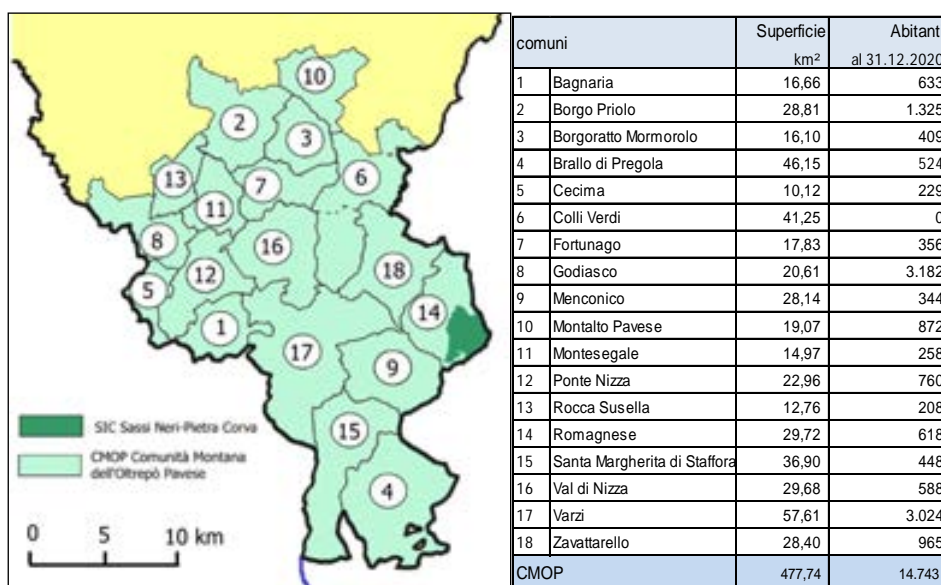 10
2
3
13
7
6
11
8
16
12
18
5
14
1
17
9
15
4
SIC Sassi Neri-Pietra Corva
CMOP Comunità Montana
dell'Oltrepò Pavese
0 5 10 km
comuni Superficie Abitant
km² al 31.12.2020
1 Bagnaria 16,66 633
2 Borgo Priolo 28,81 1.325
3 Borgoratto Mormorolo 16,10 409
4 Brallo di Pregola 46,15 524
5 Cecima 10,12 229
6 Colli Verdi 41,25 0
7 Fortunago 17,83 356
8 Godiasco 20,61 3.182
9 Menconico 28,14 344
10 Montalto Pavese 19,07 872
11 Montesegale 14,97 258
12 Ponte Nizza 22,96 760
13 Rocca Susella 12,76 208
14 Romagnese 29,72 618
15 Santa Margherita di Staffora 36,90 448
16 Val di Nizza 29,68 588
17 Varzi 57,61 3.024
18 Zavattarello 28,40 965
CMOP 477,74 14.743